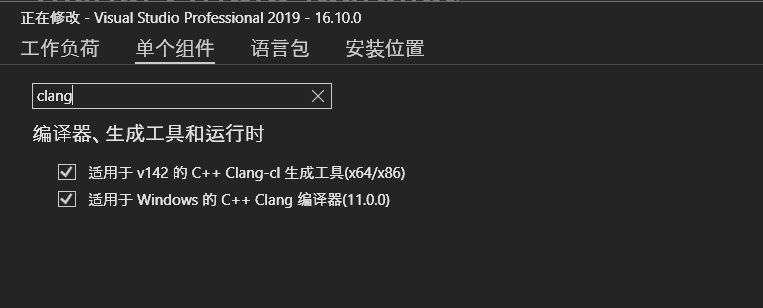 正在修改 - Visual Studio Professional 2019 - 16.10.0
工作负荷 单个组件 语言包 安装位置
clang
编译器、生成工具和运行时
适用于 v142 的 C++ Clang-cl 生成工具(x64/x86)
适用于 Windows 的 C++ Clang 编译器(11.0.0)